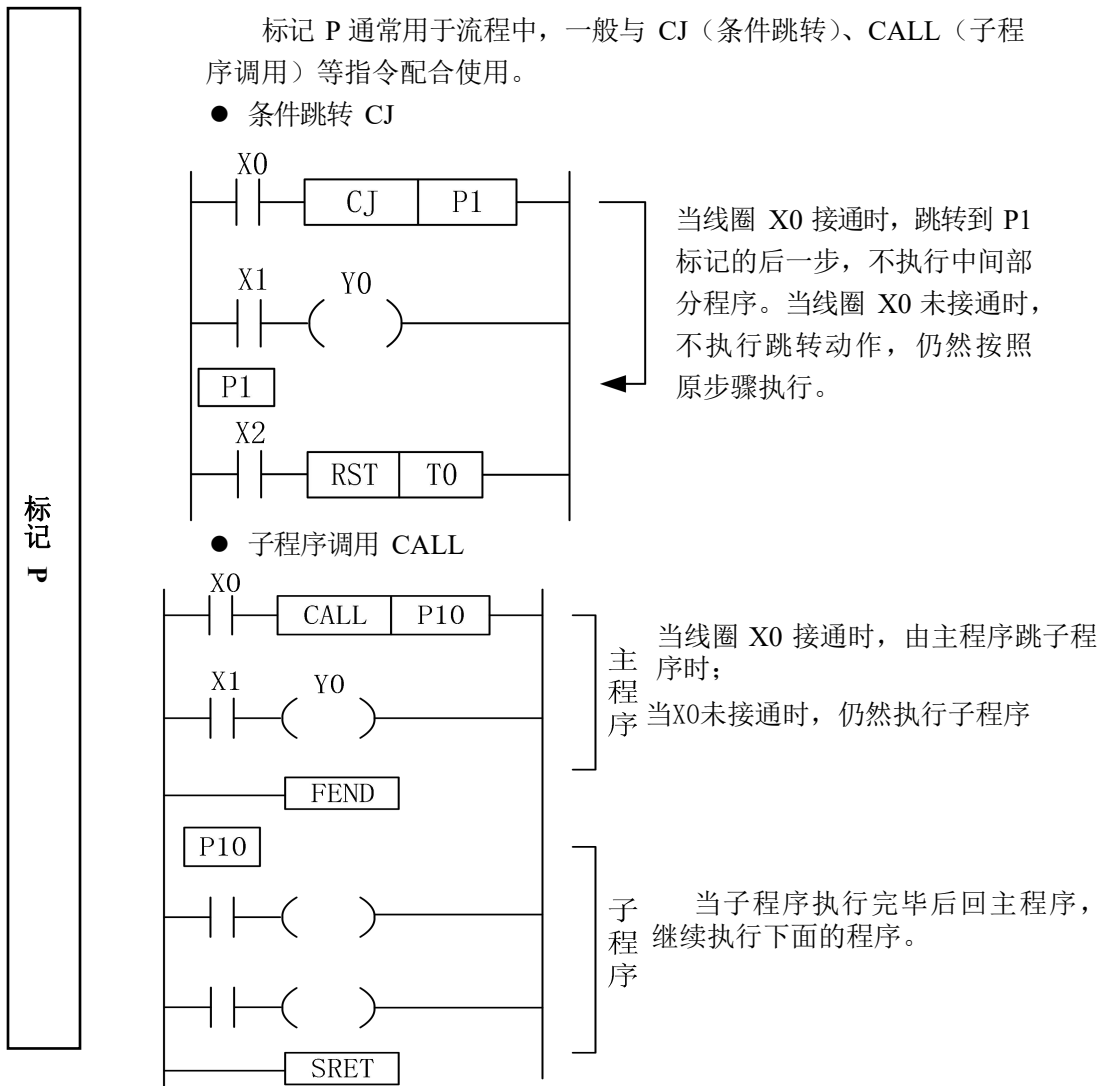 标记 P 通常用于流程中，一般与 CJ（条件跳转）、CALL（子程
序调用）等指令配合使用。
● 条件跳转 CJ
X0
CJ P1
X1 Y0
P1
X2
RST T0
当线圈 X0 接通时，跳转到 P1
标记的后一步，不执行中间部
分程序。当线圈 X0 未接通时，
不执行跳转动作，仍然按照
原步骤执行。
标记 P
● 子程序调用 CALL
X0
CALL P10
X1 Y0
FEND
主程序
当线圈 X0 接通时，由主程序跳子程
序时；
当X0未接通时，仍然执行子程序
P10
SRET
子程序
当子程序执行完毕后回主程序，
继续执行下面的程序。